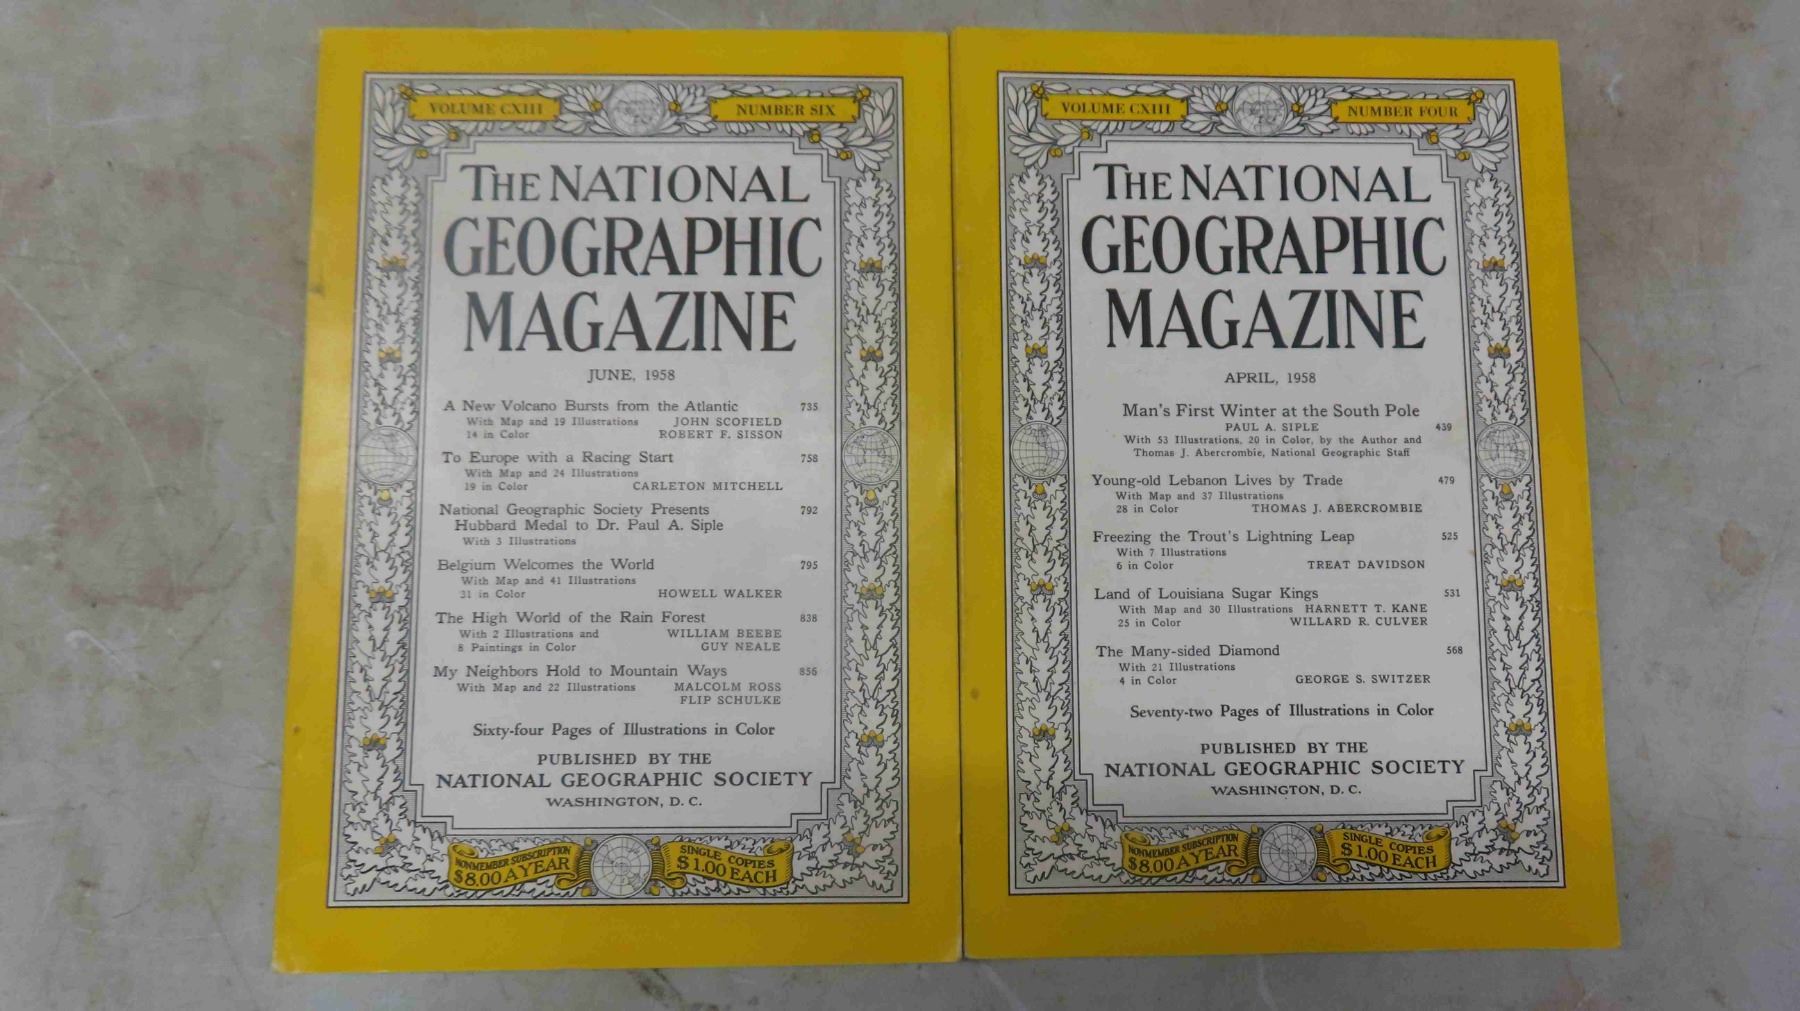 VOLUME CXIII
NUMBER SIX
THE NATIONAL
GEOGRAPHIC
MAGAZINE
JUNE, 1958
A New Volcano Bursts from the Atlantic 735
With Map and 19 Illustrations JOHN SCOFIELD
14 in Color ROBERT F. SISSON
To Europe with a Racing Start 758
With Map and 24 Illustrations
19 in Color CARLETON MITCHELL
National Geographic Society Presents 792
Hubbard Medal to Dr. Paul A. Siple
With 3 Illustrations
Belgium Welcomes the World 795
With Map and 41 Illustrations
31 in Color HOWELL WALKER
The High World of the Rain Forest 838
With 2 Illustrations and WILLIAM BEEBE
8 Paintings in Color GUY NEALE
My Neighbors Hold to Mountain Ways 856
With Map and 22 Illustrations MALCOLM ROSS
FLIP SCHULKE
Sixty-four Pages of Illustrations in Color
PUBLISHED BY THE
NATIONAL GEOGRAPHIC SOCIETY
WASHINGTON, D. C.
NONMEMBER SUBSCRIPTION
$8.00 A YEAR
SINGLE COPIES
$1.00 EACH
VOLUME CXIII
NUMBER FOUR
THE NATIONAL
GEOGRAPHIC
MAGAZINE
APRIL, 1958
Man's First Winter at the South Pole
PAUL A. SIPLE 439
With 53 Illustrations, 20 in Color, by the Author and
Thomas J. Abercrombie, National Geographic Staff
Young-old Lebanon Lives by Trade 479
With Map and 37 Illustrations
28 in Color THOMAS J. ABERCROMBIE
Freezing the Trout's Lightning Leap 525
With 7 Illustrations
6 in Color TREAT DAVIDSON
Land of Louisiana Sugar Kings 531
With Map and 30 Illustrations HARNETT T. KANE
25 in Color WILLARD R. CULVER
The Many-sided Diamond 568
With 21 Illustrations
4 in Color GEORGE S. SWITZER
Seventy-two Pages of Illustrations in Color
PUBLISHED BY THE
NATIONAL GEOGRAPHIC SOCIETY
WASHINGTON, D. C.
NONMEMBER SUBSCRIPTION
$8.00 A YEAR
SINGLE COPIES
$1.00 EACH